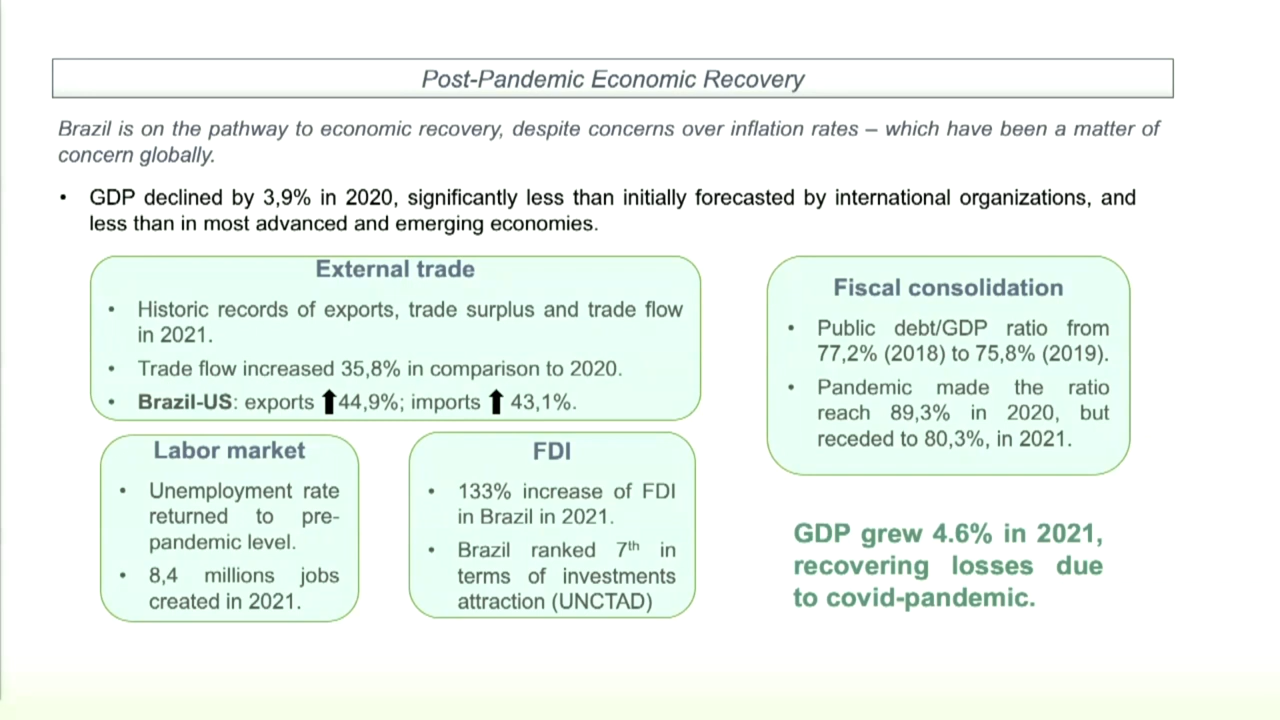 Post-Pandemic Economic Recovery
Brazil is on the pathway to economic recovery, despite concerns over inflation rates – which have been a matter of
concern globally.
• GDP declined by 3,9% in 2020, significantly less than initially forecasted by international organizations, and
less than in most advanced and emerging economies.
External trade
• Historic records of exports, trade surplus and trade flow
in 2021.
• Trade flow increased 35,8% in comparison to 2020.
• Brazil-US: exports ⬆44,9%; imports ⬆ 43,1%.
Fiscal consolidation
• Public debt/GDP ratio from
77,2% (2018) to 75,8% (2019).
• Pandemic made the ratio
reach 89,3% in 2020, but
receded to 80,3%, in 2021.
Labor market
• Unemployment rate
returned to pre-
pandemic level.
• 8,4 millions jobs
created in 2021.
FDI
• 133% increase of FDI
in Brazil in 2021.
• Brazil ranked 7th in
terms of investments
attraction (UNCTAD)
GDP grew 4.6% in 2021,
recovering losses due
to covid-pandemic.